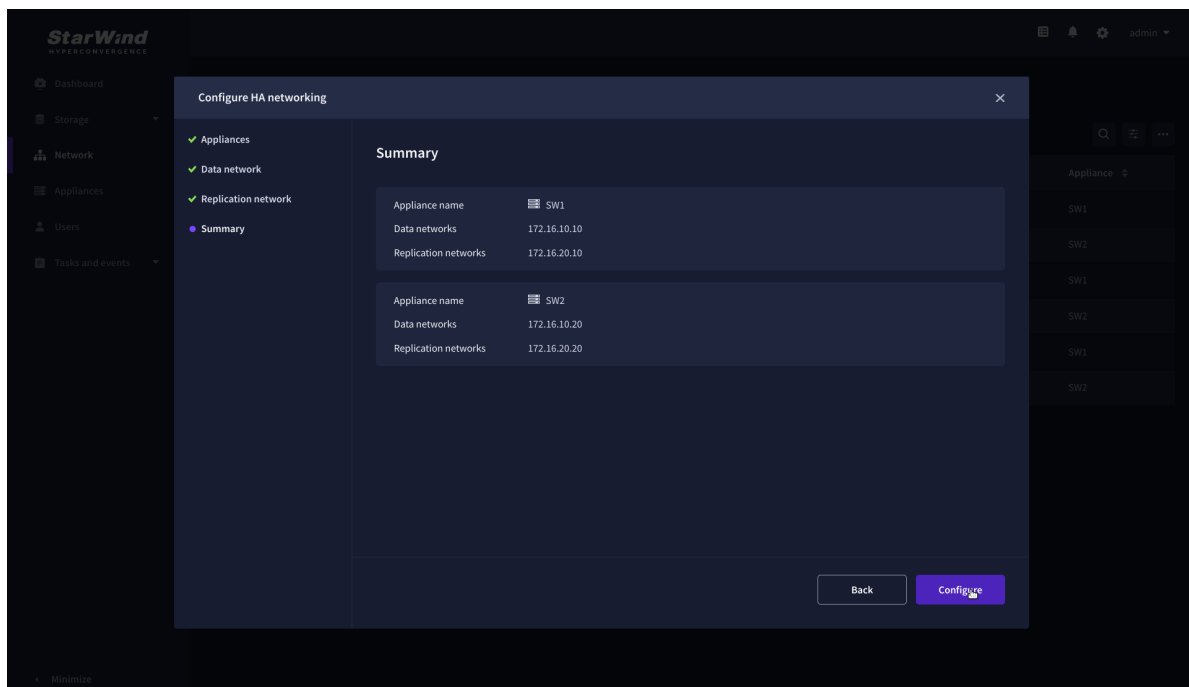 StarWind
HYPERCONVERGENCE
admin
Dashboard
Storage
Network
Appliances
Users
Tasks and events
Minimize
Configure HA networking
Appliances
Data network
Replication network
Summary
Summary
Appliance name SW1
Data networks 172.16.10.10
Replication networks 172.16.20.10
Appliance name SW2
Data networks 172.16.10.20
Replication networks 172.16.20.20
Back Configure
Appliance
SW1
SW2
SW1
SW2
SW1
SW2